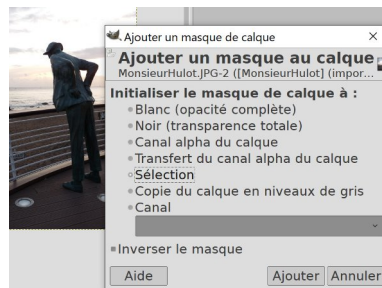 Ajouter un masque de calque
Ajouter un masque au calque
MonsieurHulot.JPG-2 ([MonsieurHulot] (impor...
Initialiser le masque de calque à :
Blanc (opacité complète)
Noir (transparence totale)
Canal alpha du calque
Transfert du canal alpha du calque
Sélection
Copie du calque en niveaux de gris
Canal
Inverser le masque
Aide
Ajouter
Annuler